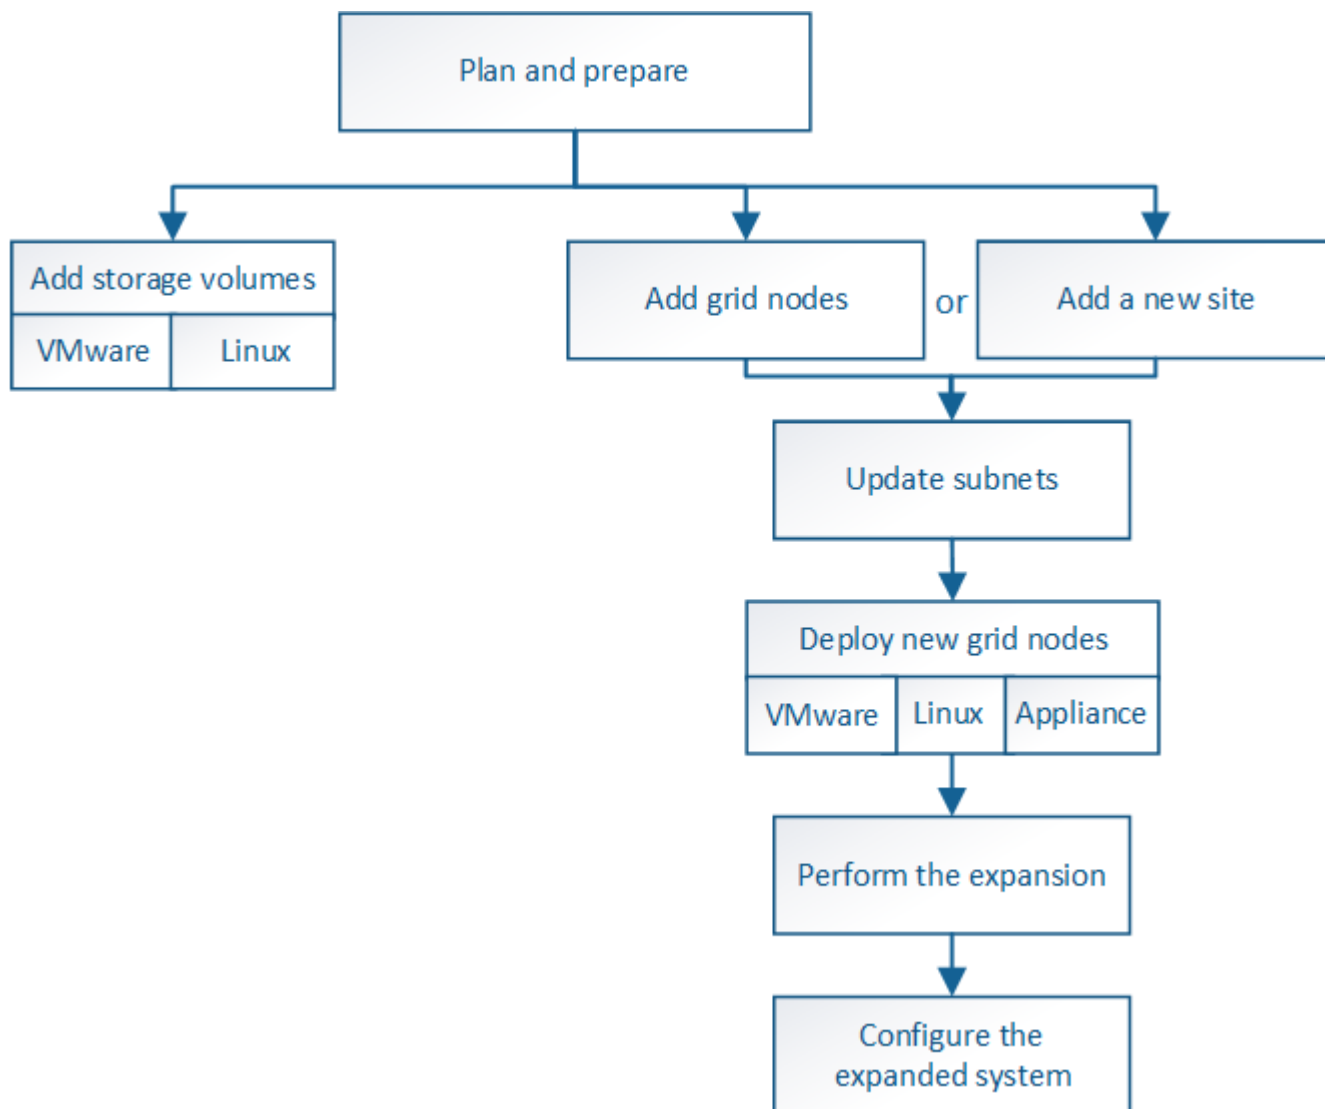 Plan and prepare
Add storage volumes
VMware
Linux
Add grid nodes
or
Add a new site
Update subnets
Deploy new grid nodes
VMware
Linux
Appliance
Perform the expansion
Configure the
expanded system